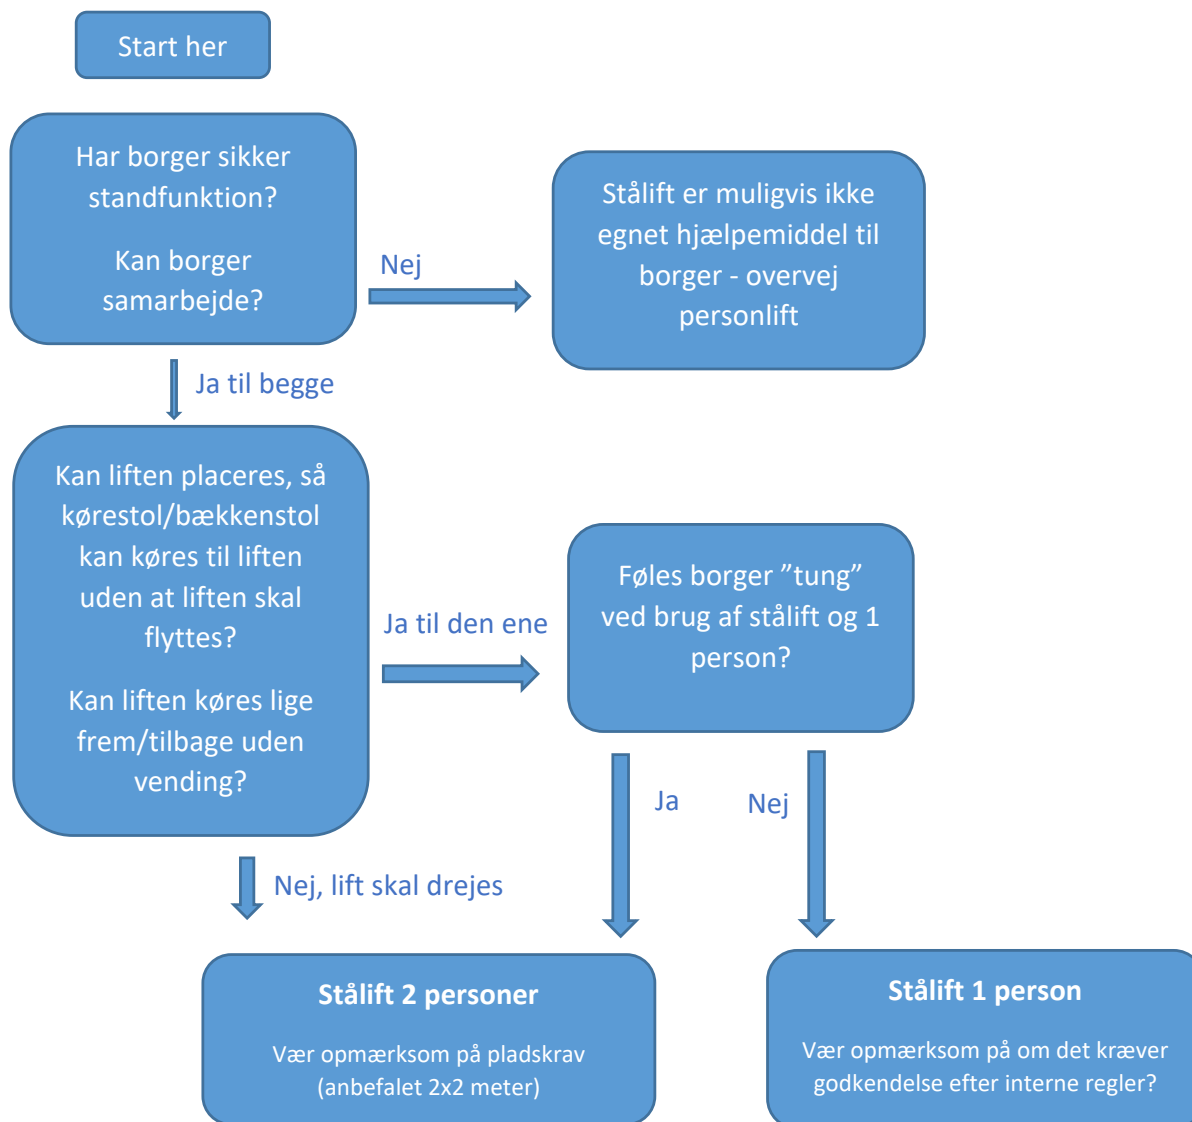 Start her
Har borger sikker
standfunktion?
Kan borger
samarbejde?
Nej
Stålift er muligvis ikke
egnet hjælpemiddel til
borger - overvej
personlift
Ja til begge
Kan liften placeres, så
kørestol/bækkenstol
kan køres til liften
uden at liften skal
flyttes?
Kan liften køres lige
frem/tilbage uden
vending?
Ja til den ene
Føles borger ”tung”
ved brug af stålift og 1
person?
Ja
Nej
Nej, lift skal drejes
Stålift 2 personer
Vær opmærksom på pladskrav
(anbefalet 2x2 meter)
Stålift 1 person
Vær opmærksom på om det kræver
godkendelse efter interne regler?